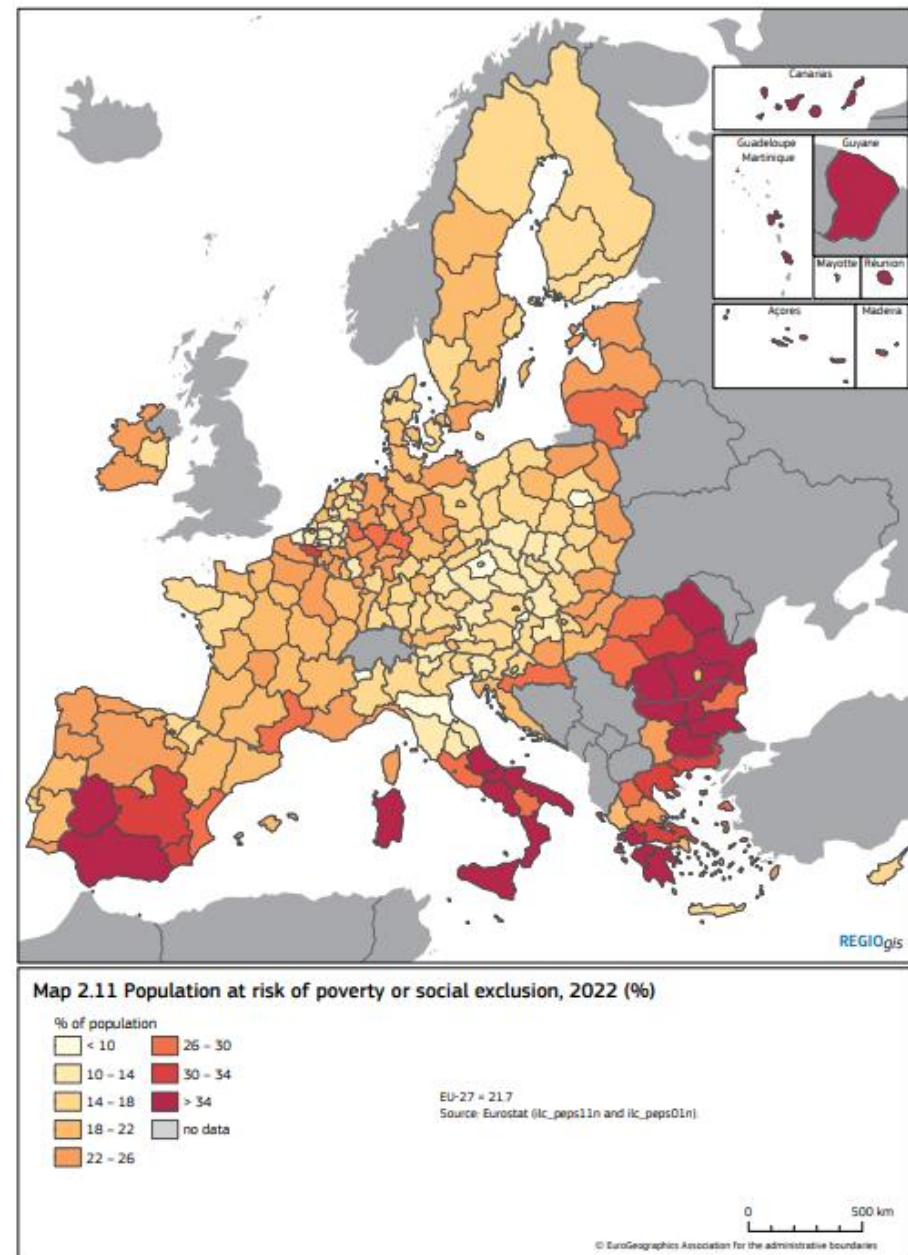 Canarias
Guadeloupe
Martinique
Guyane
Mayotte
Réunion
Açores
Madeira
REGIOgis
Map 2.11 Population at risk of poverty or social exclusion, 2022 (%)
% of population
< 10
10 – 14
14 – 18
18 – 22
22 – 26
26 – 30
30 – 34
> 34
no data
EU-27 = 21.7
Source: Eurostat (ilc_peps11n and ilc_peps01n).
0 500 km
© EuroGeographics Association for the administrative boundaries